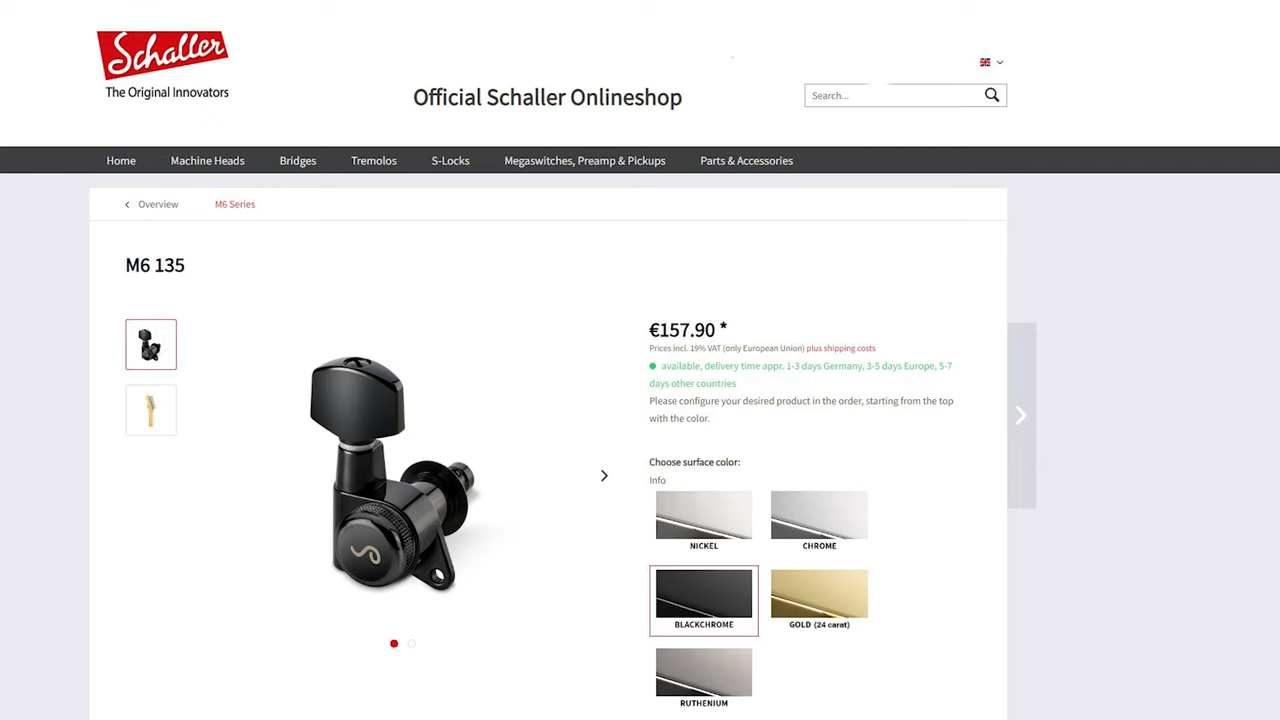 Schaller
The Original Innovators
Official Schaller Onlineshop
Search...
Home Machine Heads Bridges Tremolos S-Locks Megaswitches, Preamp & Pickups Parts & Accessories
Overview M6 Series
M6 135
€157.90 *
Prices incl. 19% VAT (only European Union) plus shipping costs
available, delivery time appr. 1-3 days Germany, 3-5 days Europe, 5-7
days other countries
Please configure your desired product in the order, starting from the top
with the color.
Choose surface color:
Info
NICKEL CHROME
BLACKCHROME GOLD (24 carat)
RUTHENIUM